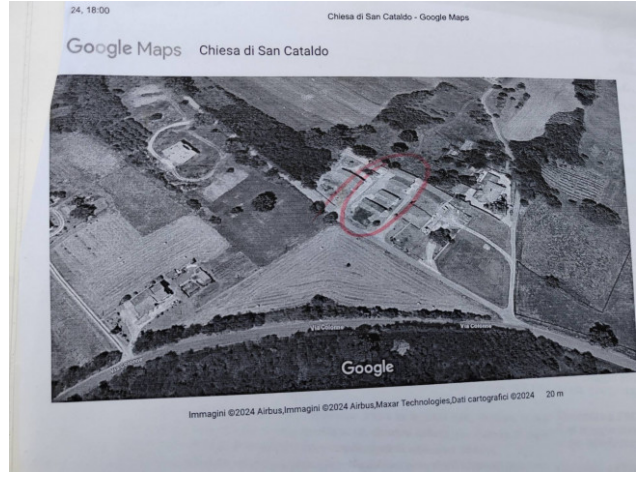 24, 18:00
Chiesa di San Cataldo - Google Maps
Google Maps Chiesa di San Cataldo
Google
Immagini ©2024 Airbus,Immagini ©2024 Airbus,Maxar Technologies,Dati cartografici ©2024 20 m